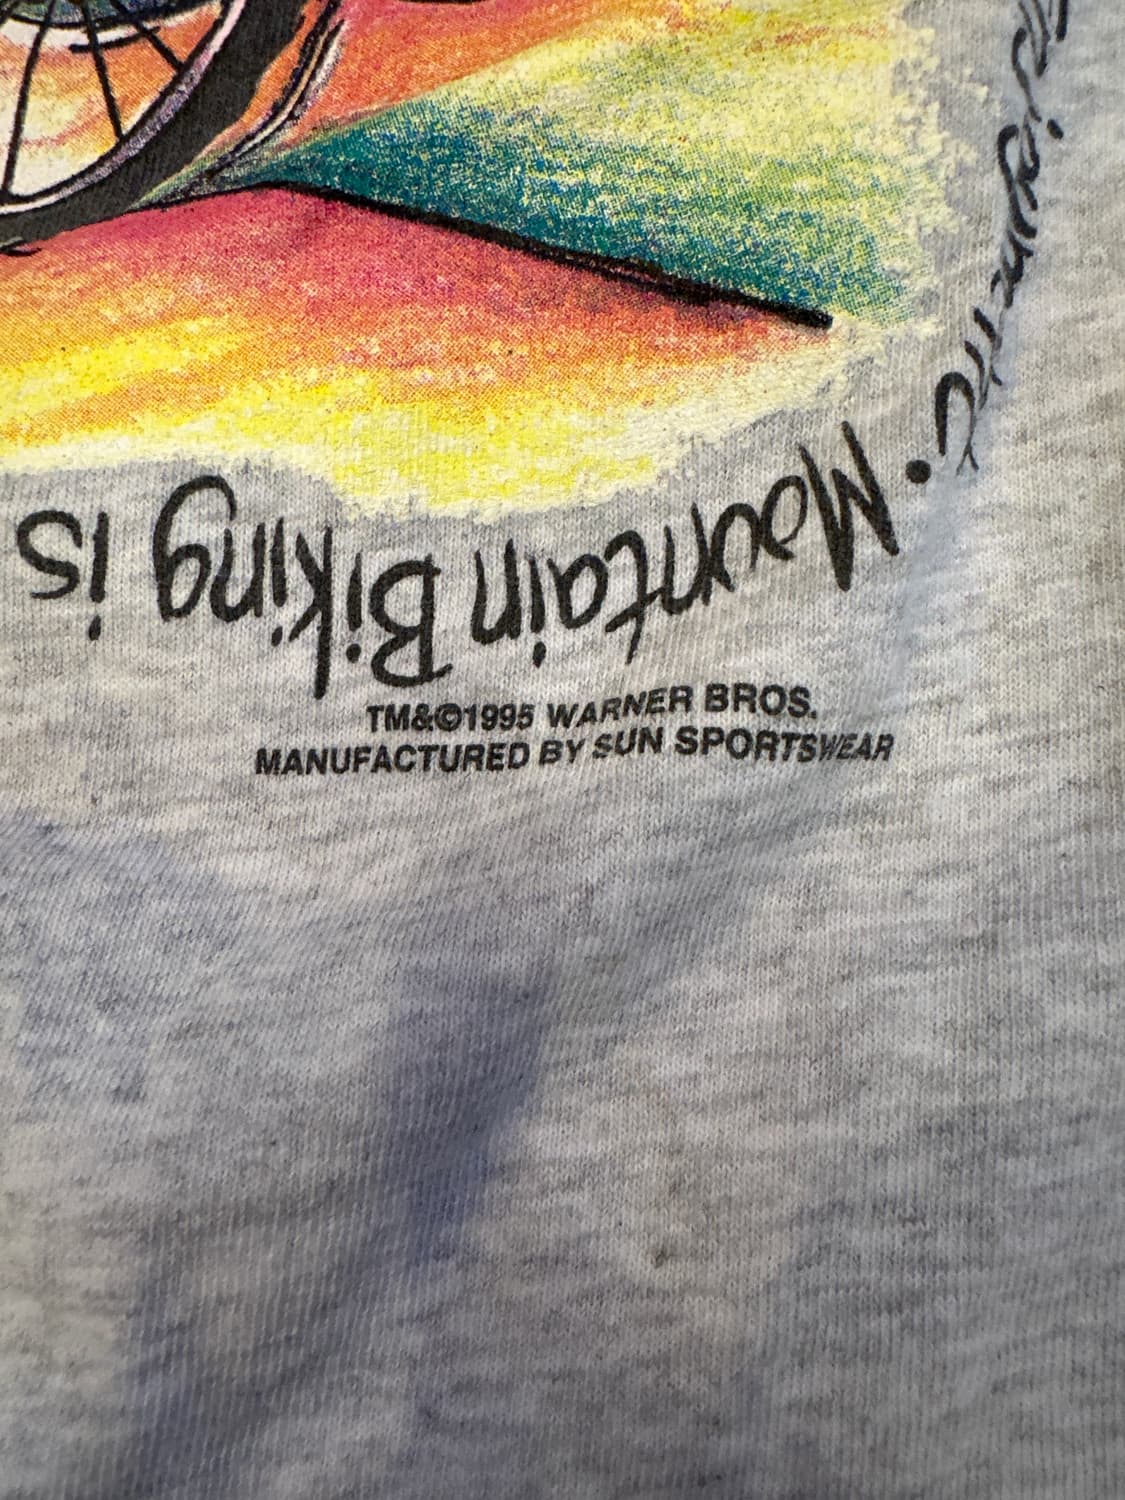 • Mountain Biking is
TM&©1995 WARNER BROS.
MANUFACTURED BY SUN SPORTSWEAR